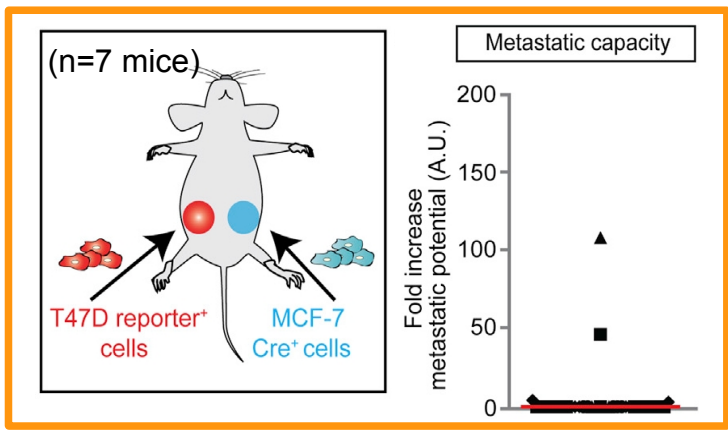 (n=7 mice)
T47D reporter⁺
cells
MCF-7
Cre⁺ cells
Metastatic capacity
Fold increase
metastatic potential (A.U.)
200
150
100
50
0